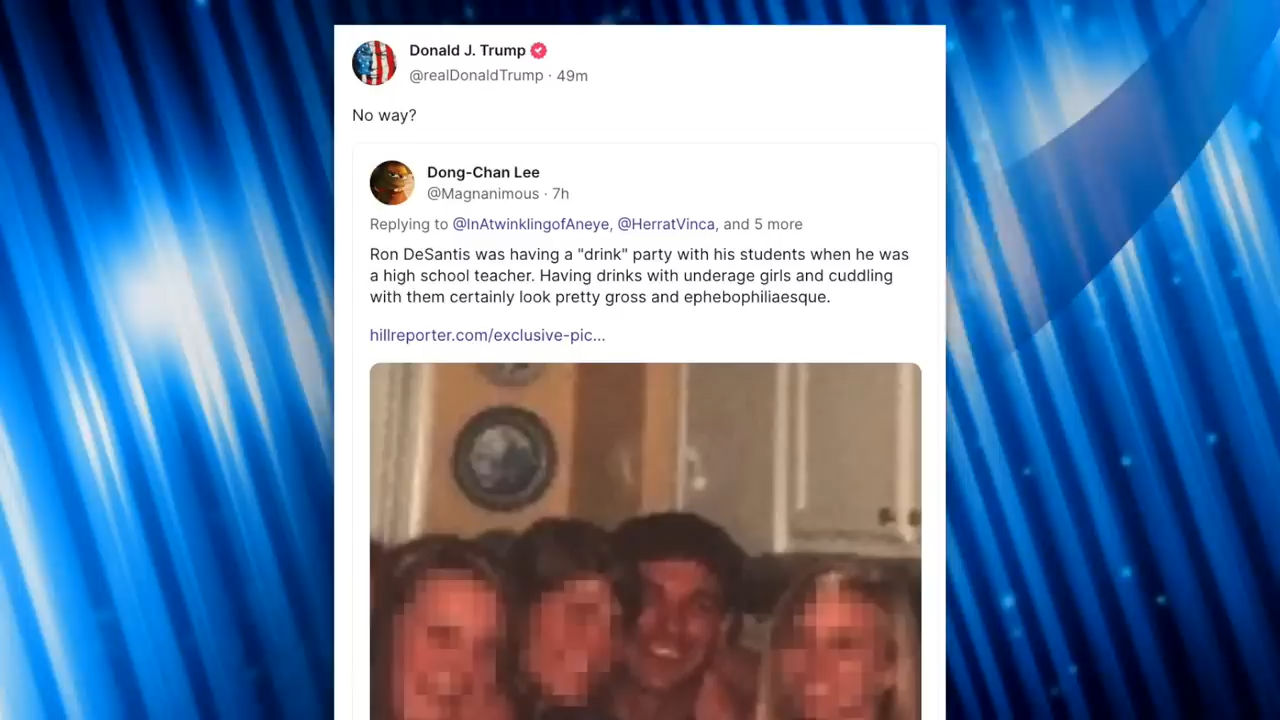 Donald J. Trump
@realDonaldTrump · 49m
No way?
Dong-Chan Lee
@Magnanimous · 7h
Replying to @InAtwinklingofAneye, @HerratVinca, and 5 more
Ron DeSantis was having a "drink" party with his students when he was
a high school teacher. Having drinks with underage girls and cuddling
with them certainly look pretty gross and ephebophiliaesque.
hillreporter.com/exclusive-pic...